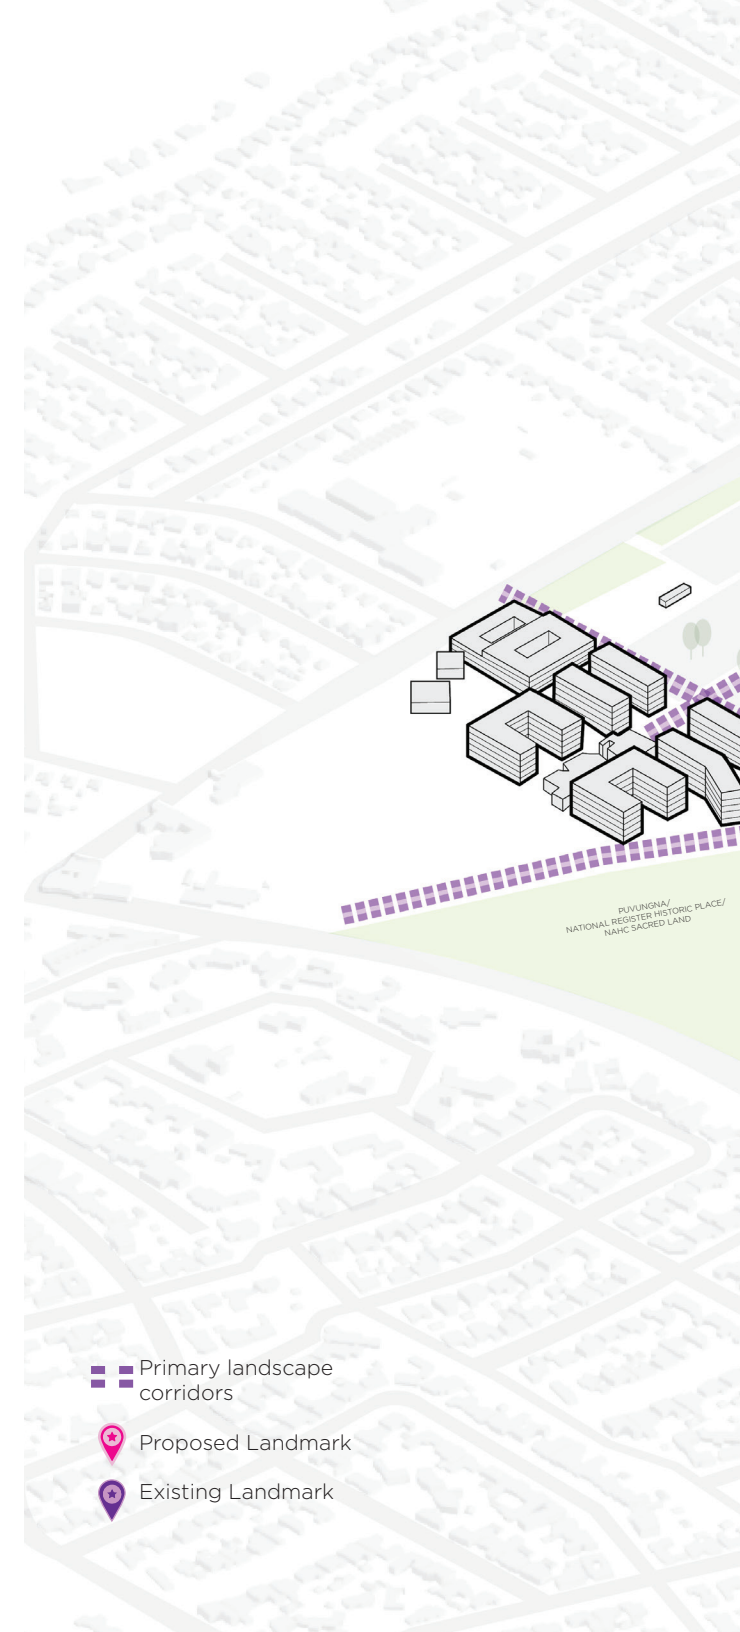 PUVUNGNA/
NATIONAL REGISTER HISTORIC PLACE/
NAHC SACRED LAND
Primary landscape
corridors
Proposed Landmark
Existing Landmark